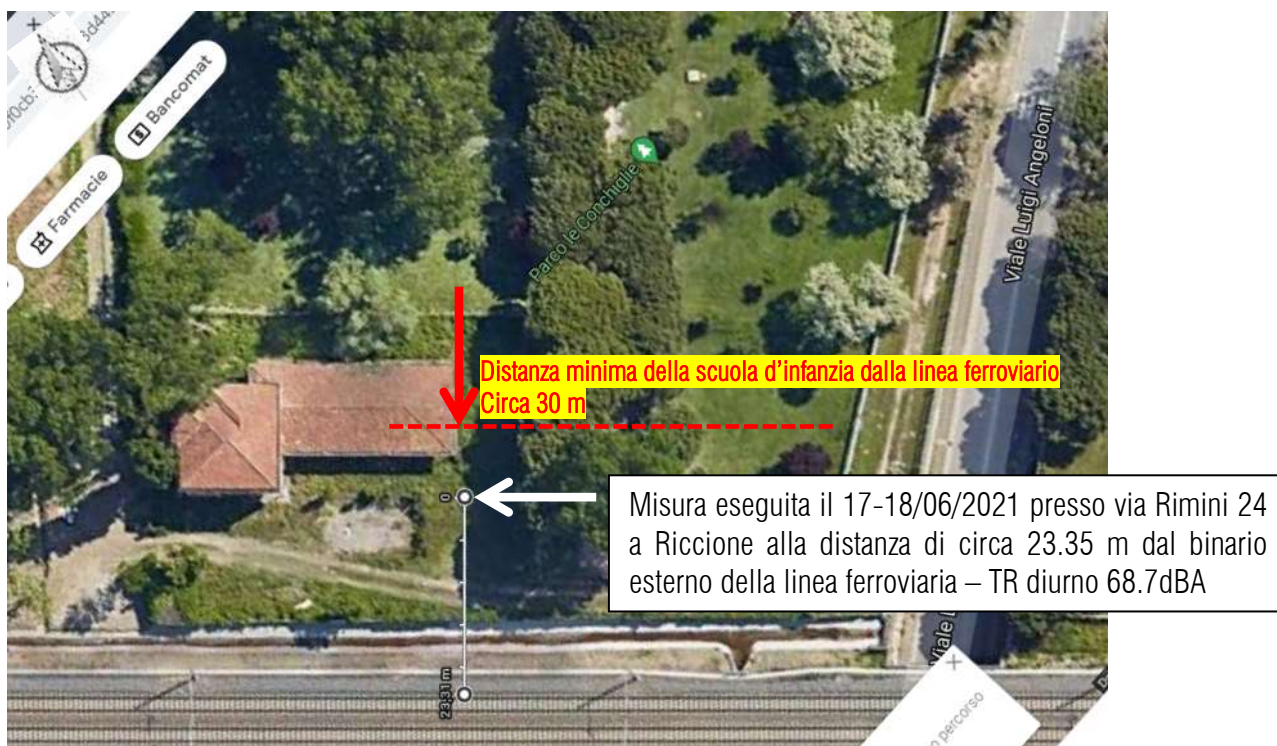 Bancomat
Farmacie
Parco le Conchiglie
Viale Luigi Angeloni
Distanza minima della scuola d'infanzia dalla linea ferroviario
Circa 30 m
0
Misura eseguita il 17-18/06/2021 presso via Rimini 24
a Riccione alla distanza di circa 23.35 m dal binario
esterno della linea ferroviaria – TR diurno 68.7dBA
Viale
23,31 m
percorso